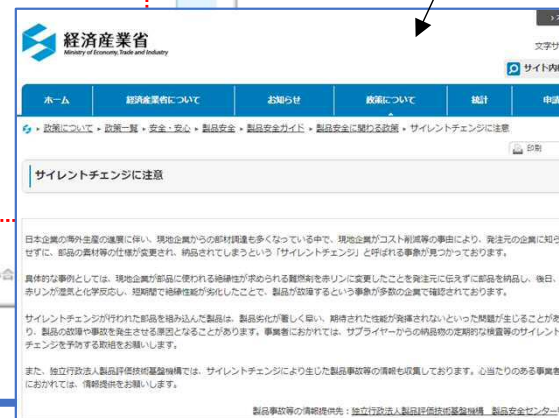 経済産業省
Ministry of Economy, Trade and Industry
文字サ
サイト内
ホーム 経済産業省について お知らせ 政策について 統計 申請
政策について ▸ 政策一覧 ▸ 安全・安心 ▸ 製品安全 ▸ 製品安全ガイド ▸ 製品安全に関わる政策 ▸ サイレントチェンジに注意
印刷
サイレントチェンジに注意
日本企業の海外生産の進展に伴い、現地企業からの部材調達も多くなっている中で、現地企業がコスト削減等の事由により、発注元の企業に知ら
せずに、部品の素材等の仕様が変更され、納品されてしまうという「サイレントチェンジ」と呼ばれる事象が見つかっております。
具体的な事例としては、現地企業が部品に使われる絶縁性が求められる難燃剤を赤リンに変更したことを発注元に伝えずに部品を納品し、後日、
赤リンが湿気と化学反応し、短期間で絶縁性能が劣化したことで、製品が故障するという事象が多数の企業で確認されております。
サイレントチェンジが行われた部品を組み込んだ製品は、製品劣化が著しく早い、期待された性能が発揮されないといった問題が生じることがあ
り、製品の故障や事故を発生させる原因となることがあります。事業者におかれては、サプライヤーからの納品物の定期的な検査等のサイレント
チェンジを予防する取組をお願いします。
また、独立行政法人製品評価技術基盤機構では、サイレントチェンジにより生じた製品事故等の情報も収集しております。心当たりのある事業者
におかれては、情報提供をお願いします。
製品事故等の情報提供先：独立行政法人製品評価技術基盤機構 製品安全センター